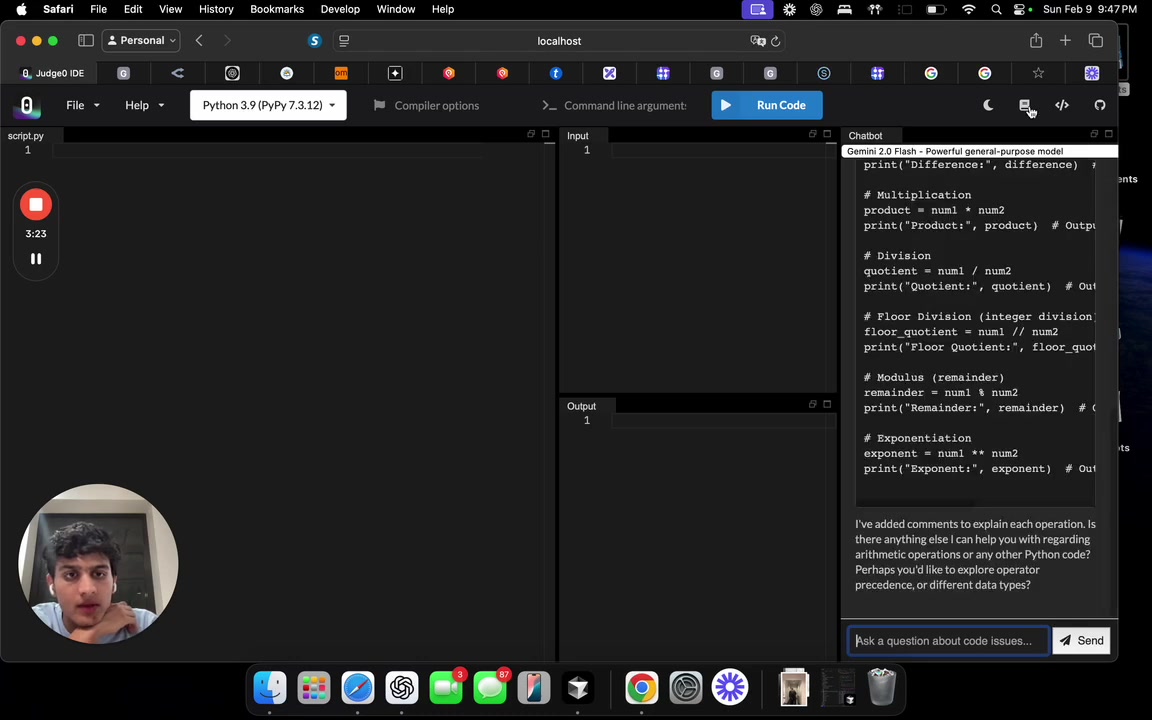 Safari File Edit View History Bookmarks Develop Window Help Sun Feb 9 9:47 PM
Personal localhost
Judge0 IDE
File Help Python 3.9 (PyPy 7.3.12) Compiler options Command line arguments Run Code
script.py Input Chatbot
1 1 Gemini 2.0 Flash - Powerful general-purpose model
print("Difference:", difference) #
# Multiplication
product = num1 * num2
print("Product:", product) # Outpu
3:23
# Division
quotient = num1 / num2
print("Quotient:", quotient) # Out
# Floor Division (integer division)
floor_quotient = num1 // num2
print("Floor Quotient:", floor_quot
# Modulus (remainder)
remainder = num1 % num2
print("Remainder:", remainder) # O
Output
1
# Exponentiation
exponent = num1 ** num2
print("Exponent:", exponent) # Out
I've added comments to explain each operation. Is
there anything else I can help you with regarding
arithmetic operations or any other Python code?
Perhaps you'd like to explore operator
precedence, or different data types?
Ask a question about code issues... Send
3 87